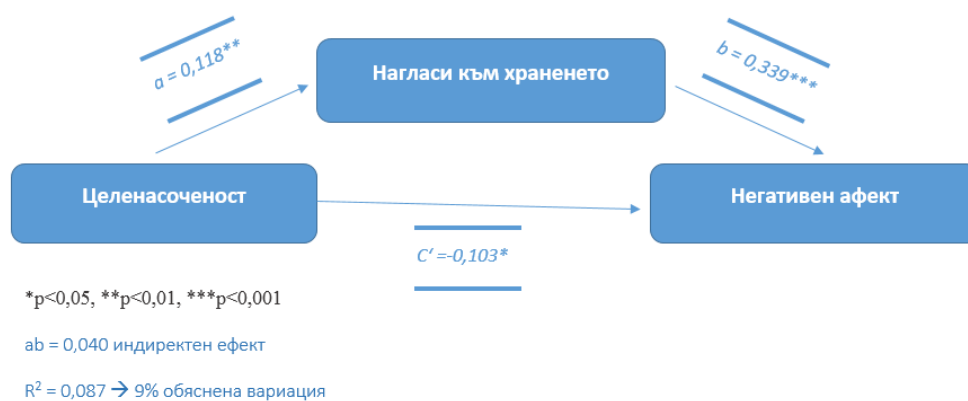 a = 0,118**
Нагласи към храненето
b = 0,339***
Целенасоченост
Негативен афект
C′ =-0,103*
*p<0,05, **p<0,01, ***p<0,001
ab = 0,040 индиректен ефект
R² = 0,087 → 9% обяснена вариация